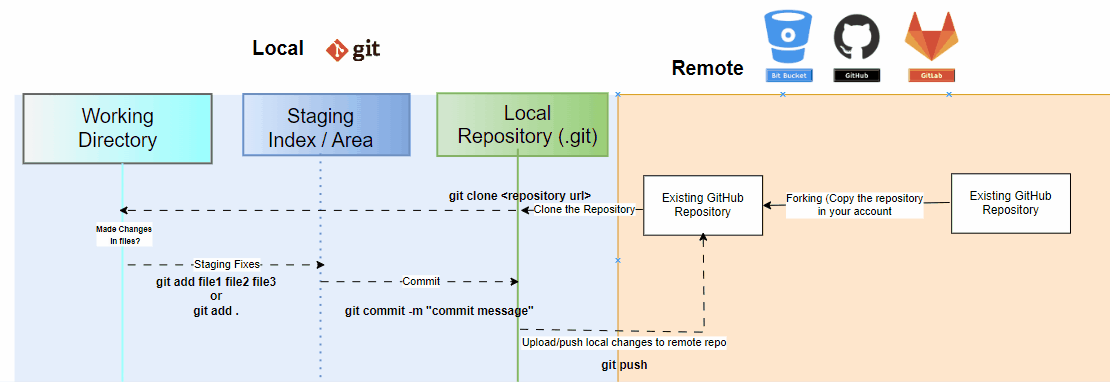 Local
git
Remote
Bit Bucket
GitHub
GitLab
Working
Directory
Staging
Index / Area
Local
Repository (.git)
git clone <repository url>
Clone the Repository
Existing GitHub
Repository
Forking (Copy the repository
in your account
Existing GitHub
Repository
Made Changes
In files?
Staging Fixes
git add file1 file2 file3
or
git add .
Commit
git commit -m "commit message"
Upload/push local changes to remote repo
git push